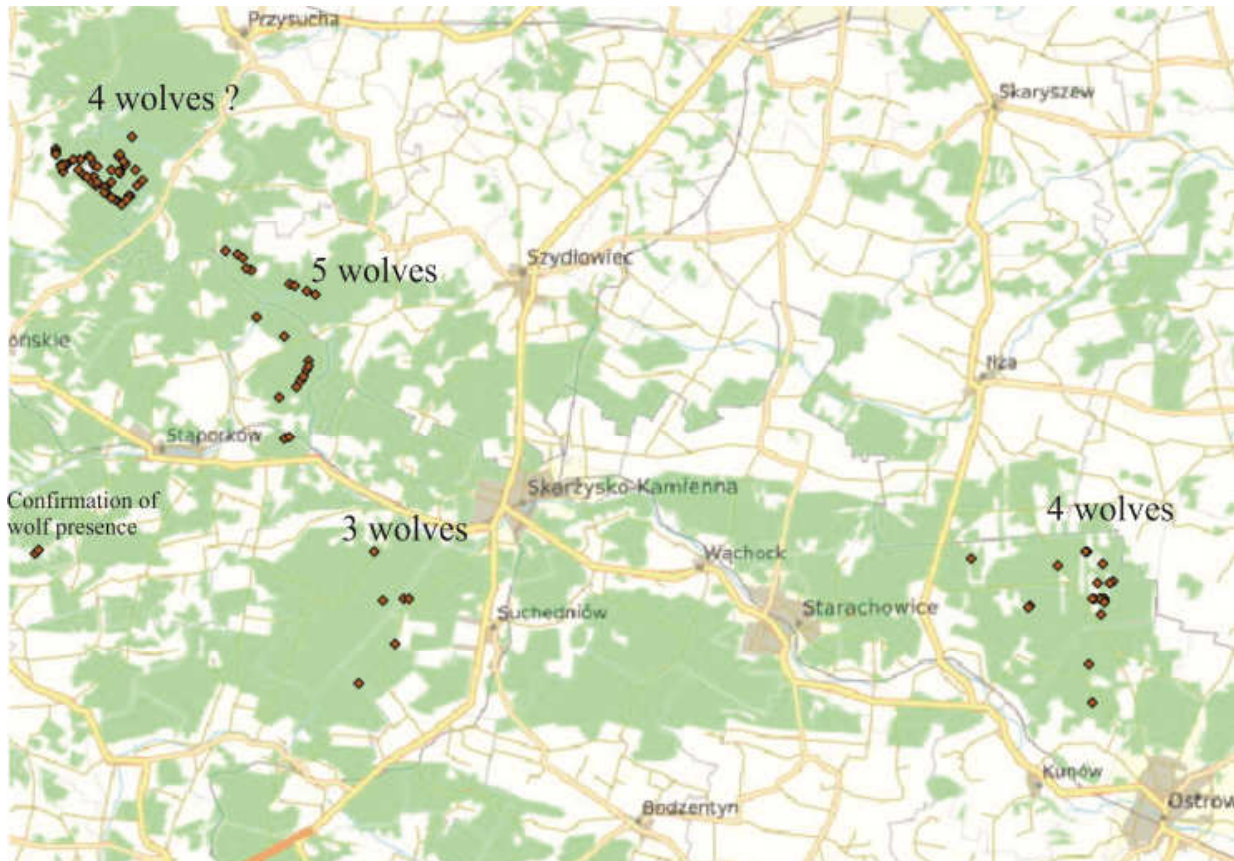 Przysucha
4 wolves ?
Skaryszew
5 wolves
Szydłowiec
ońskie
Iłża
Stąporków
Skarżysko-Kamienna
Confirmation of
wolf presence
3 wolves
4 wolves
Wąchock
Starachowice
Suchedniów
Kunów
Bodzentyn
Ostrow